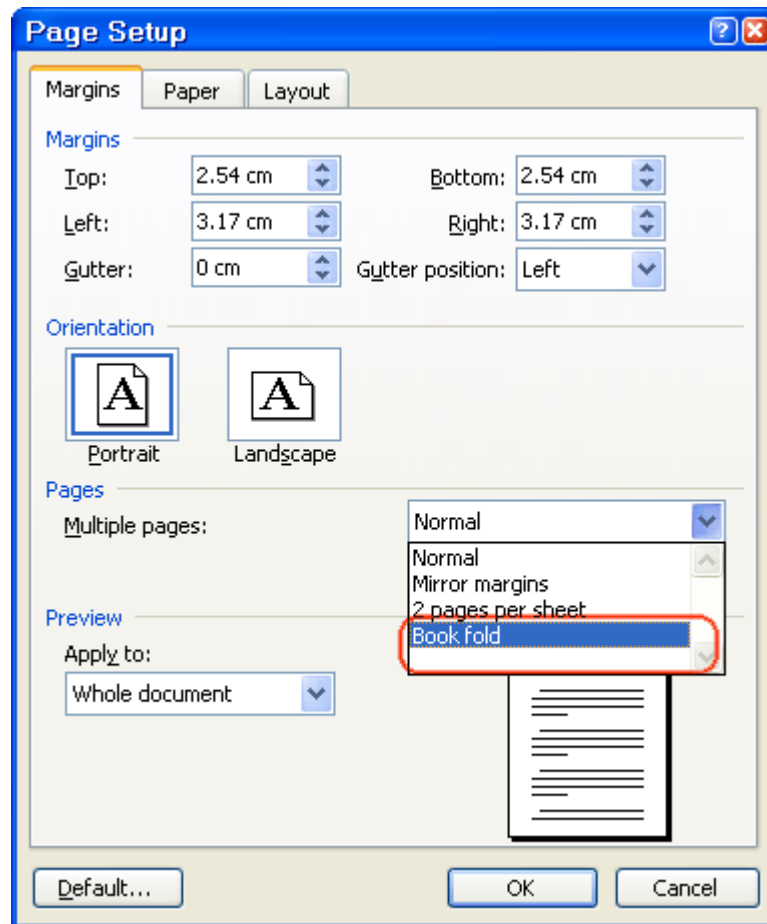 Page Setup
Margins Paper Layout
Margins
Top: 2.54 cm Bottom: 2.54 cm
Left: 3.17 cm Right: 3.17 cm
Gutter: 0 cm Gutter position: Left
Orientation
A A
Portrait Landscape
Pages
Multiple pages: Normal
Normal
Mirror margins
2 pages per sheet
Book fold
Preview
Apply to:
Whole document
Default... OK Cancel